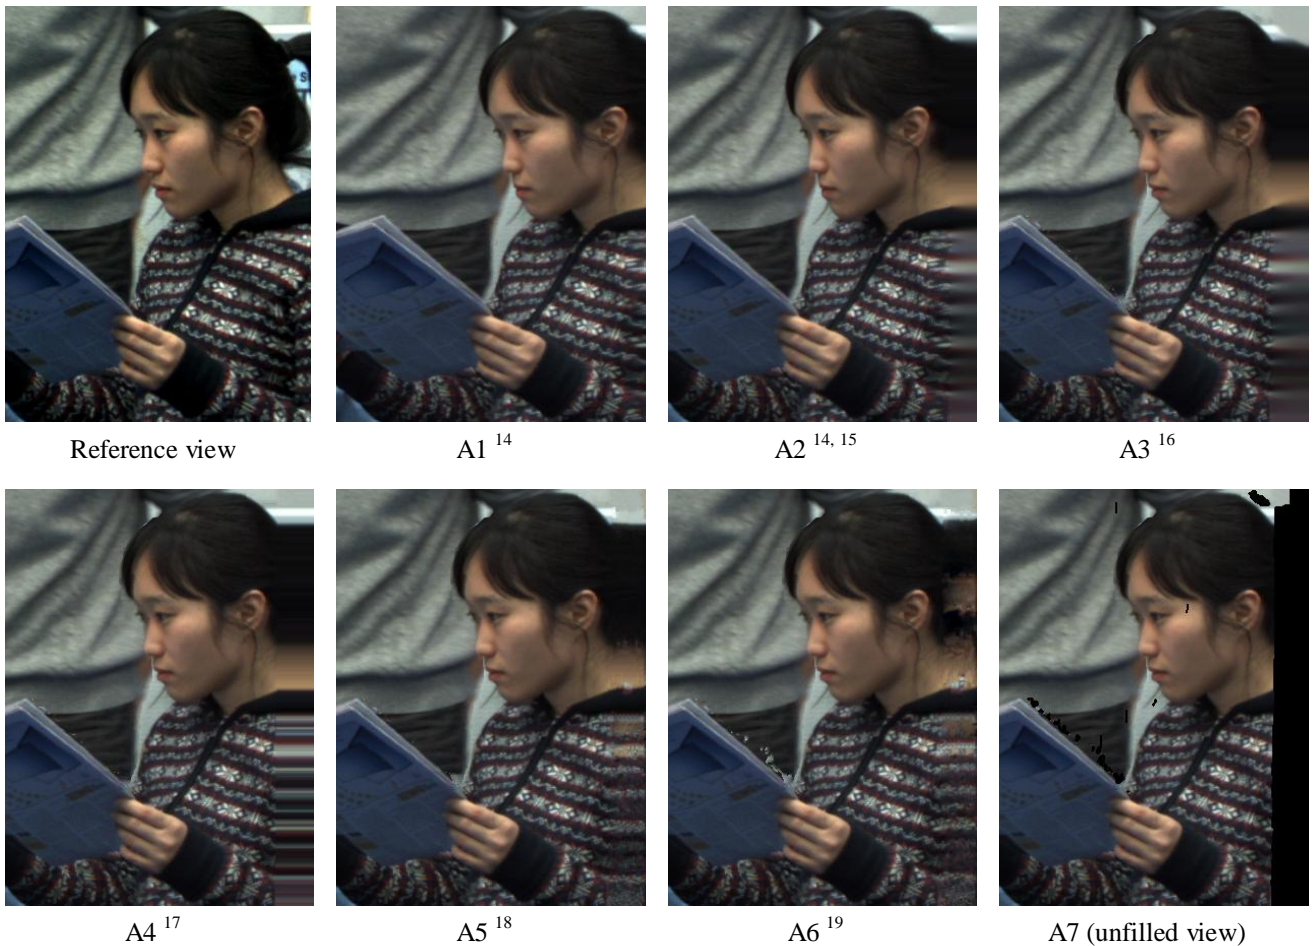 Reference view
A1 14
A2 14, 15
A3 16
A4 17
A5 18
A6 19
A7 (unfilled view)